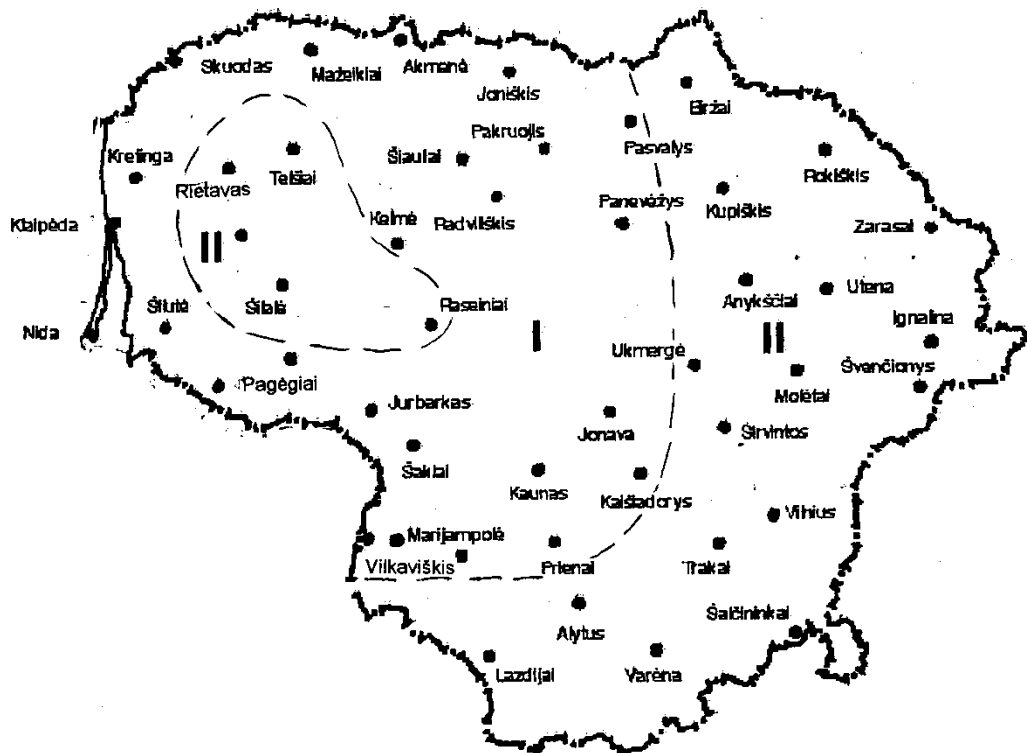 Skuodas
Mažeikiai
Akmenė
Joniškis
Biržai
Pakruojis
Pasvalys
Kretinga
Rietavas
Telšiai
Šiauliai
Rokiškis
Klaipėda
Kelmė
Radviliškis
Panevėžys
Kupiškis
Zarasai
II
Šilutė
Šilalė
Raseiniai
Anykščiai
Utena
Nida
I
II
Ignalina
Ukmergė
Švenčionys
Pagėgiai
Molėtai
Jurbarkas
Jonava
Širvintos
Šakiai
Kaunas
Kaišiadorys
Vilnius
Marijampolė
Vilkaviškis
Prienai
Trakai
Alytus
Šalčininkai
Lazdijai
Varėna